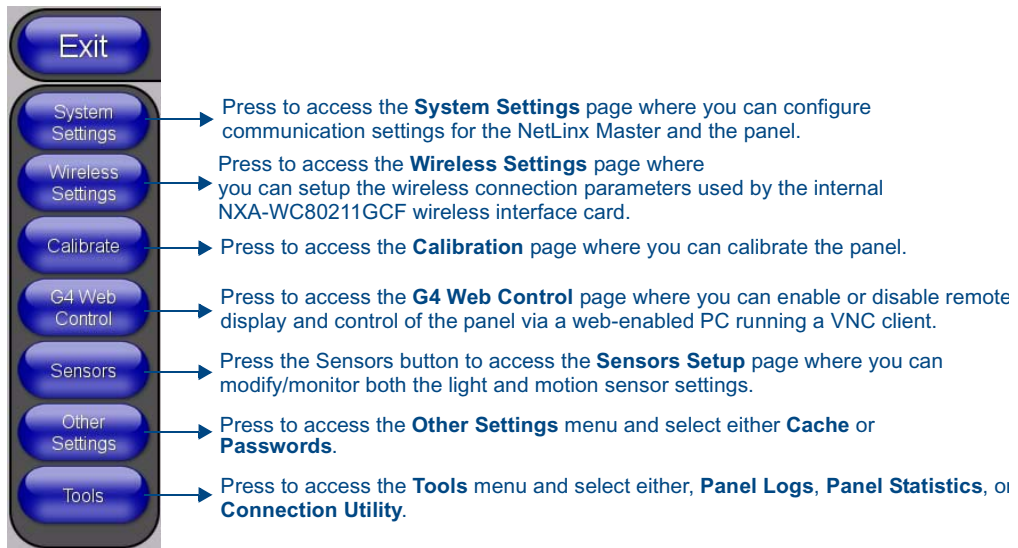 Exit
System
Settings
Press to access the System Settings page where you can configure
communication settings for the NetLinx Master and the panel.
Wireless
Settings
Press to access the Wireless Settings page where
you can setup the wireless connection parameters used by the internal
NXA-WC80211GCF wireless interface card.
Calibrate
Press to access the Calibration page where you can calibrate the panel.
G4 Web
Control
Press to access the G4 Web Control page where you can enable or disable remote
display and control of the panel via a web-enabled PC running a VNC client.
Sensors
Press the Sensors button to access the Sensors Setup page where you can
modify/monitor both the light and motion sensor settings.
Other
Settings
Press to access the Other Settings menu and select either Cache or
Passwords.
Tools
Press to access the Tools menu and select either, Panel Logs, Panel Statistics, or
Connection Utility.